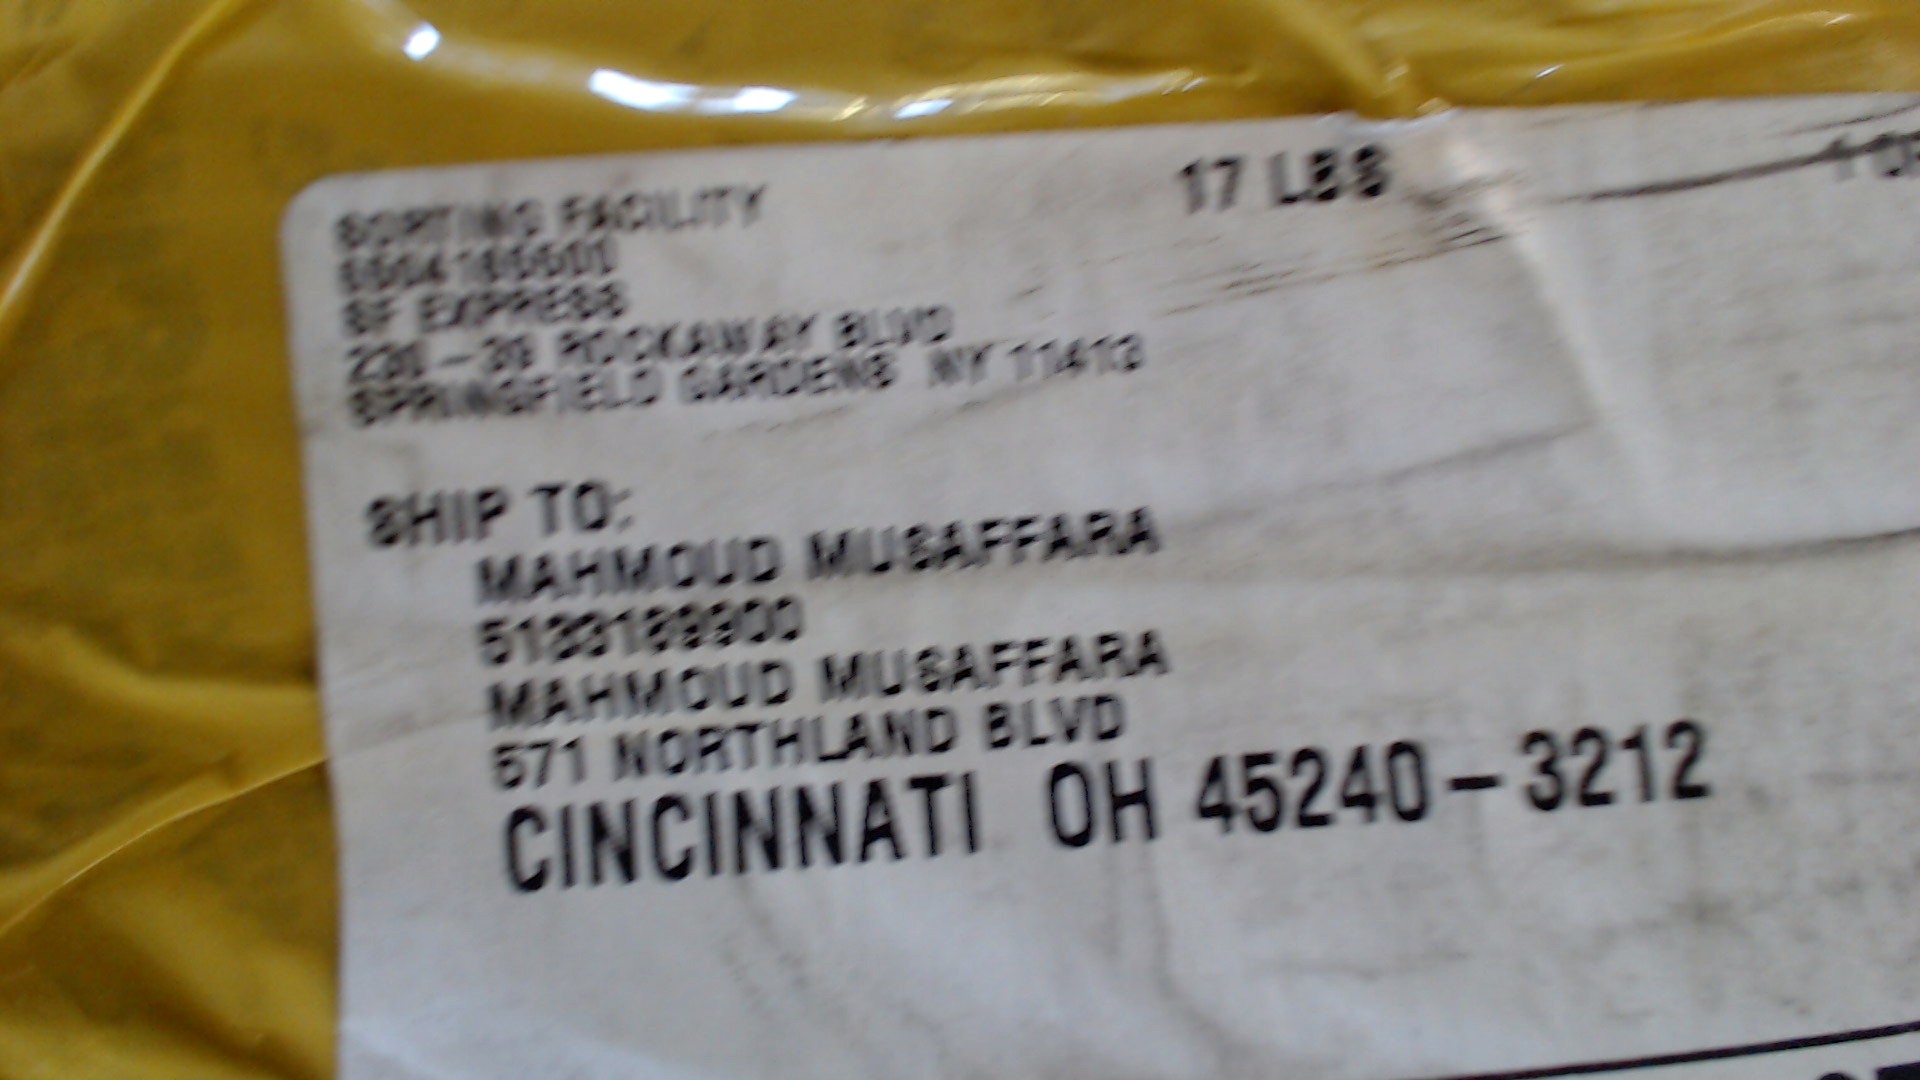 SORTING FACILITY
17 LBS
SF EXPRESS
ROCKAWAY BLVD
SPRINGFIELD GARDENS NY 11413
SHIP TO:
MAHMOUD MUSAFFARA
5133189900
MAHMOUD MUSAFFARA
571 NORTHLAND BLVD
CINCINNATI OH 45240-3212